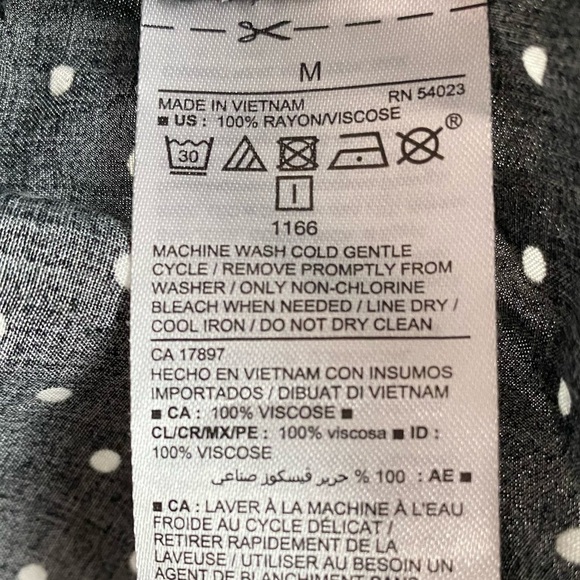 M
MADE IN VIETNAM RN 54023
■ US : 100% RAYON/VISCOSE
30 ®
I
1166
MACHINE WASH COLD GENTLE
CYCLE / REMOVE PROMPTLY FROM
WASHER / ONLY NON-CHLORINE
BLEACH WHEN NEEDED / LINE DRY /
COOL IRON / DO NOT DRY CLEAN
CA 17897
HECHO EN VIETNAM CON INSUMOS
IMPORTADOS / DIBUAT DI VIETNAM
■ CA : 100% VISCOSE ■
CL/CR/MX/PE : 100% viscosa ■ ID :
100% VISCOSE
■ AE : 100 % حرير فيسكوز صناعي
■ CA : LAVER À LA MACHINE À L'EAU
FROIDE AU CYCLE DÉLICAT /
RETIRER RAPIDEMENT DE LA
LAVEUSE / UTILISER AU BESOIN UN
AGENT DE BLANCHIMENT SANS